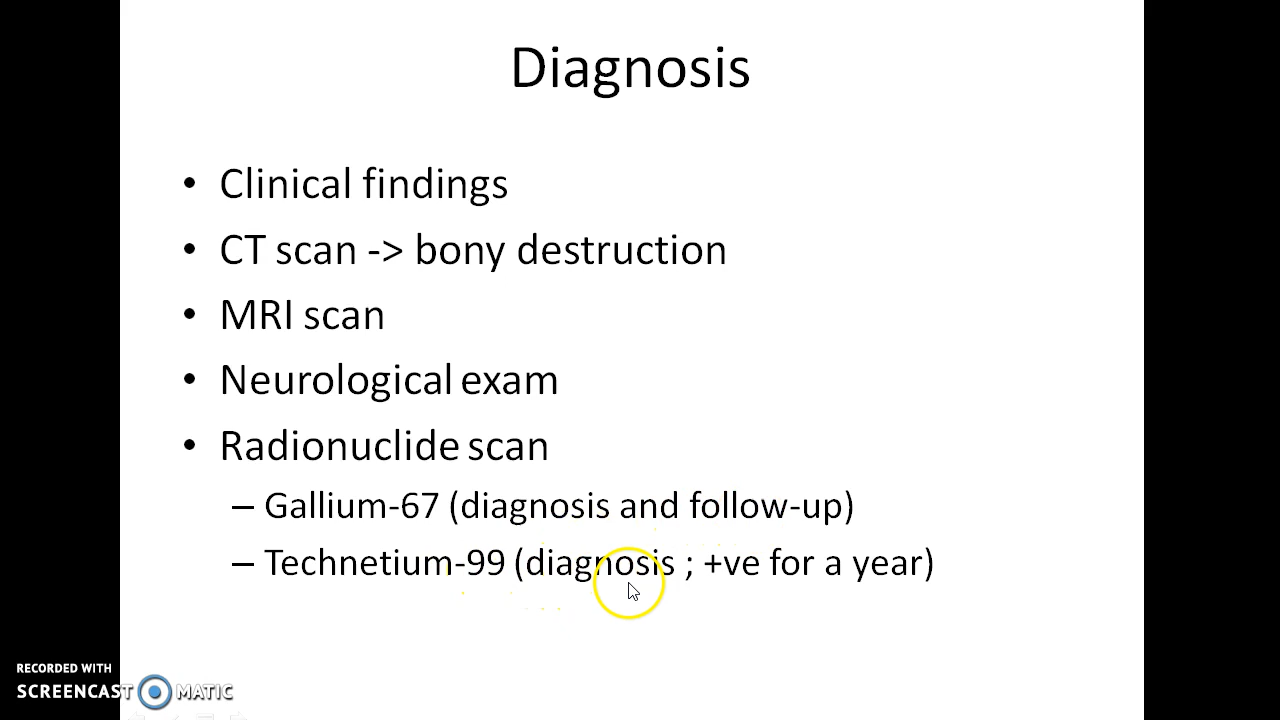 Diagnosis
• Clinical findings
• CT scan -> bony destruction
• MRI scan
• Neurological exam
• Radionuclide scan
– Gallium-67 (diagnosis and follow-up)
– Technetium-99 (diagnosis ; +ve for a year)
RECORDED WITH
SCREENCAST MATIC